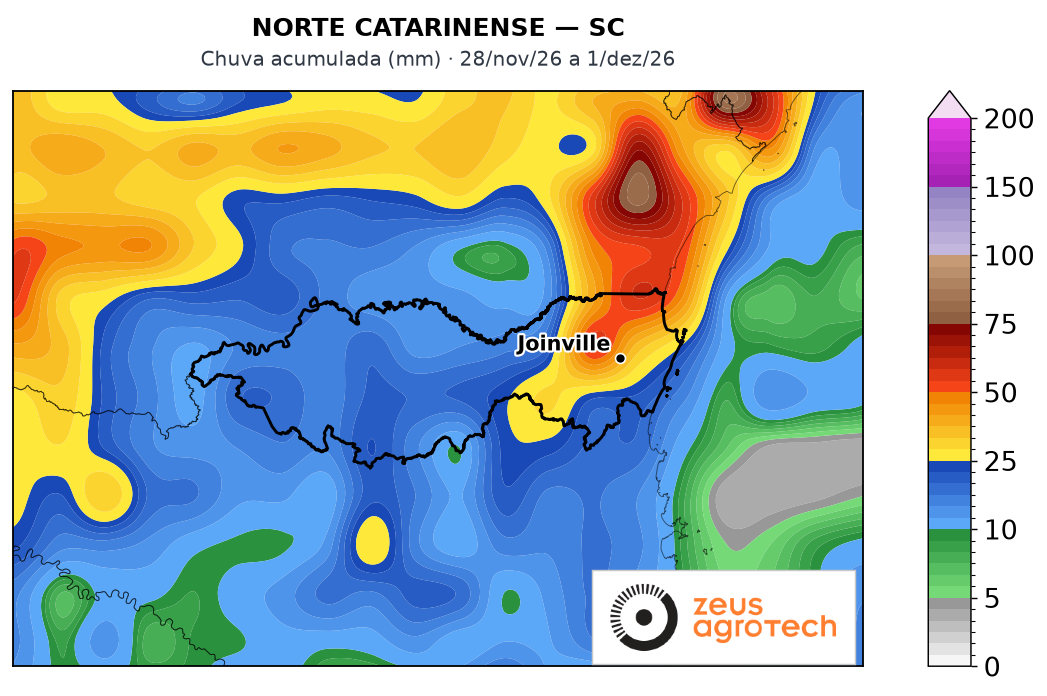 NORTE CATARINENSE — SC
Chuva acumulada (mm) · 28/nov/26 a 1/dez/26
200
150
100
75
50
25
10
5
0
Joinville
zeus
agrotech